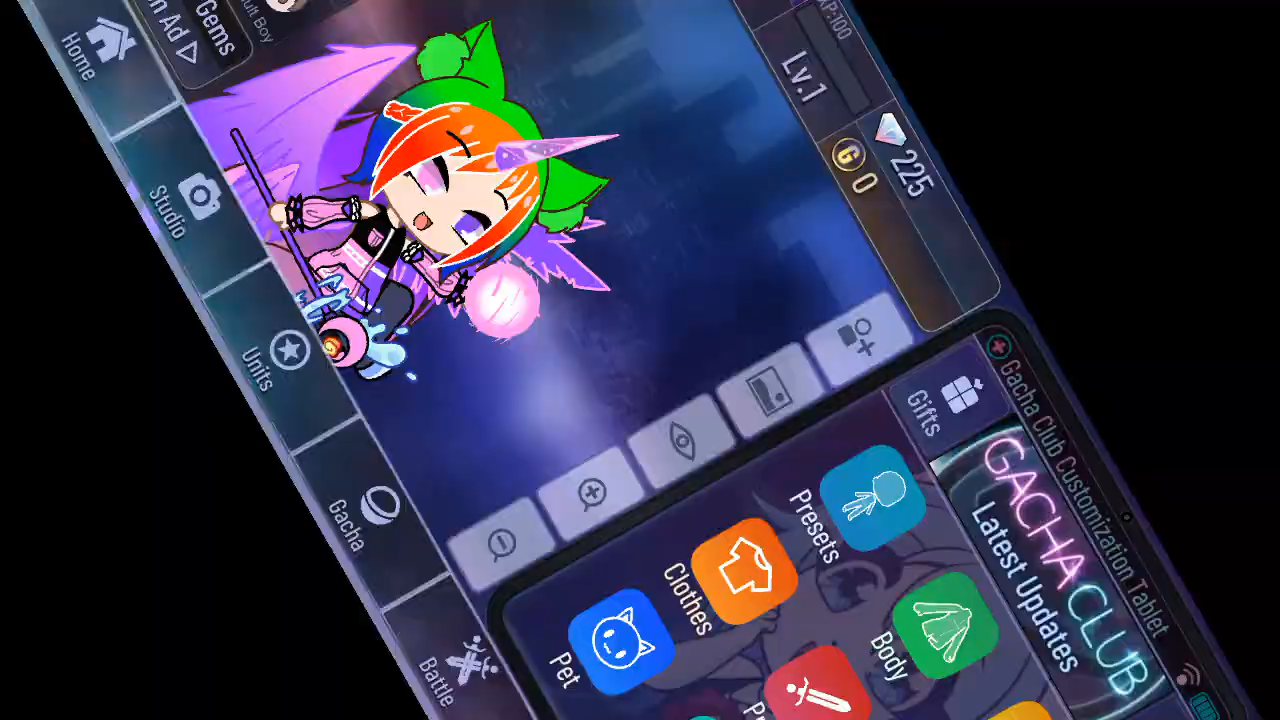 Gems
Lv.1
XP:100
225
G
0
Home
Studio
Units
Gacha
Battle
Gacha Club Customization Tablet
Gifts
GACHA CLUB
Latest Updates
Presets
Clothes
Pet
Body